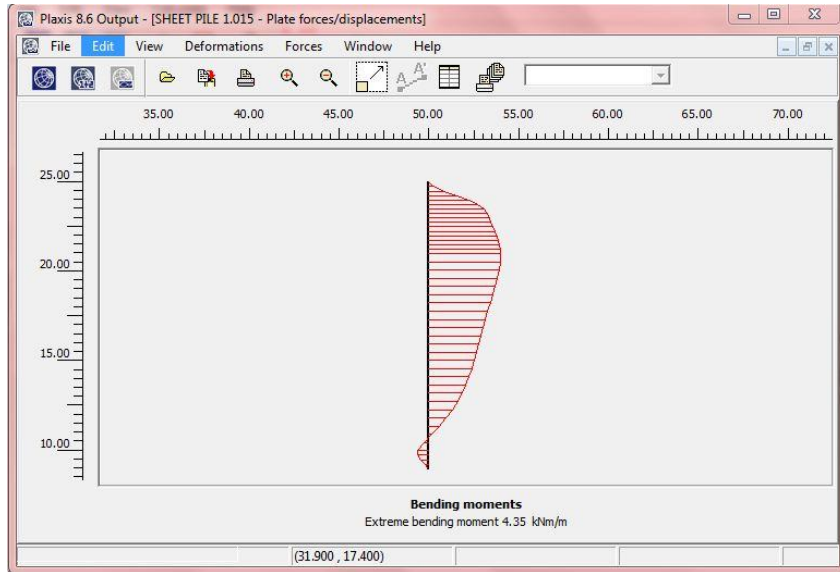 Plaxis 8.6 Output - [SHEET PILE 1.015 - Plate forces/displacements]
File Edit View Deformations Forces Window Help
35.00 40.00 45.00 50.00 55.00 60.00 65.00 70.00
25.00
20.00
15.00
10.00
Bending moments
Extreme bending moment 4.35 kNm/m
(31.900 , 17.400)